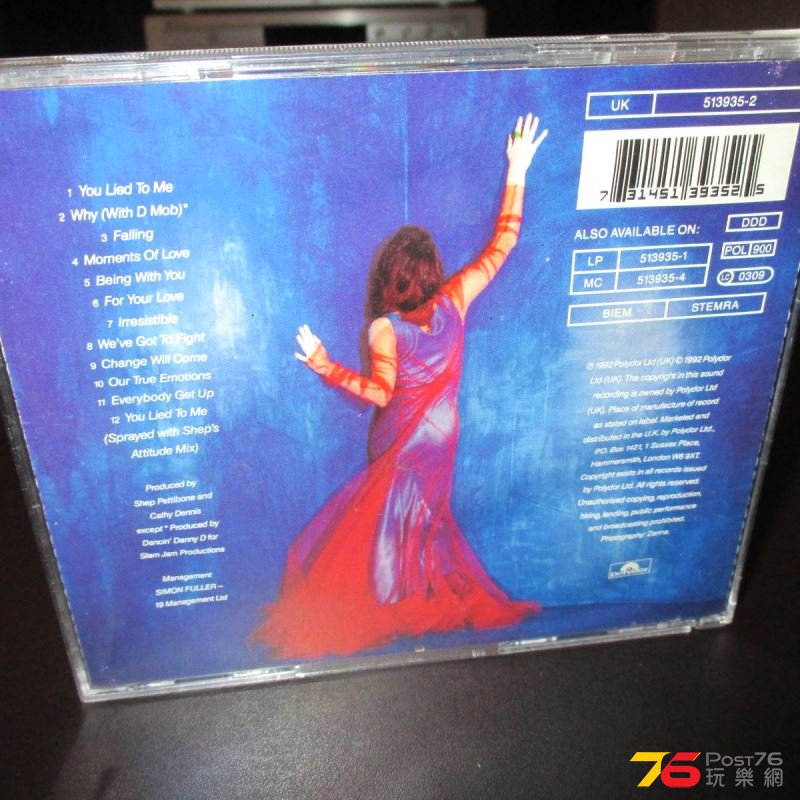 1 You Lied To Me
2 Why (With D Mob)*
3 Falling
4 Moments Of Love
5 Being With You
6 For Your Love
7 Irresistible
8 We've Got To Fight
9 Change Will Come
10 Our True Emotions
11 Everybody Get Up
12 You Lied To Me
(Sprayed with Shep's
Attitude Mix)
Produced by
Shep Pettibone and
Cathy Dennis
except * Produced by
Dancin' Danny D for
Slam Jam Productions
Management
SIMON FULLER –
19 Management Ltd
UK 513935-2
7 31451 39352 5
ALSO AVAILABLE ON:
DDD
LP 513935-1
POL 900
MC 513935-4
LC 0309
BIEM STEMRA
℗ 1992 Polydor Ltd (UK) © 1992 Polydor
Ltd (UK). The copyright in this sound
recording is owned by Polydor Ltd
(UK). Place of manufacture of record
as stated on label. Marketed and
distributed in the U.K. by Polydor Ltd.,
P.O. Box 1421, 1 Sussex Place,
Hammersmith, London W6 9XT.
Copyright exists in all records issued
by Polydor Ltd. All rights reserved.
Unauthorised copying, reproduction,
hiring, lending, public performance
and broadcasting prohibited.
Photography: Zanna.
polydor
76 POST76
玩樂網